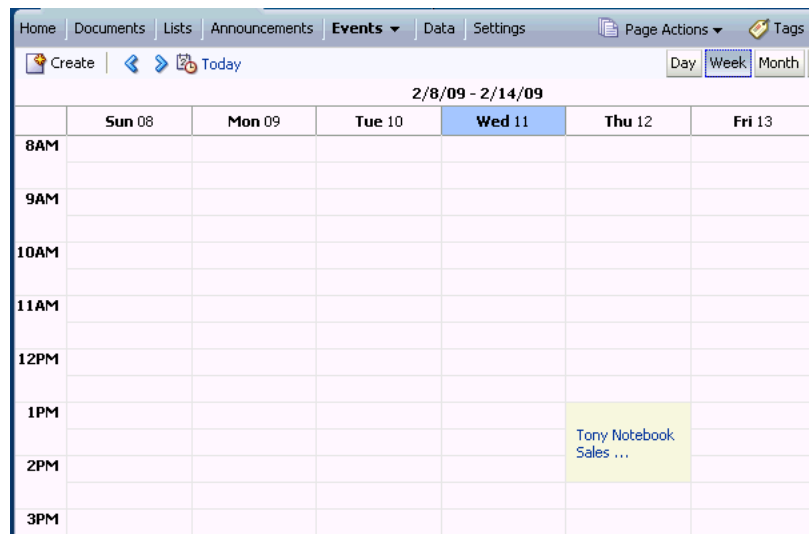 Home Documents Lists Announcements Events Data Settings Page Actions Tags
Create Today Day Week Month
2/8/09 - 2/14/09
Sun 08 Mon 09 Tue 10 Wed 11 Thu 12 Fri 13
8AM
9AM
10AM
11AM
12PM
1PM
Tony Notebook
Sales ...
2PM
3PM